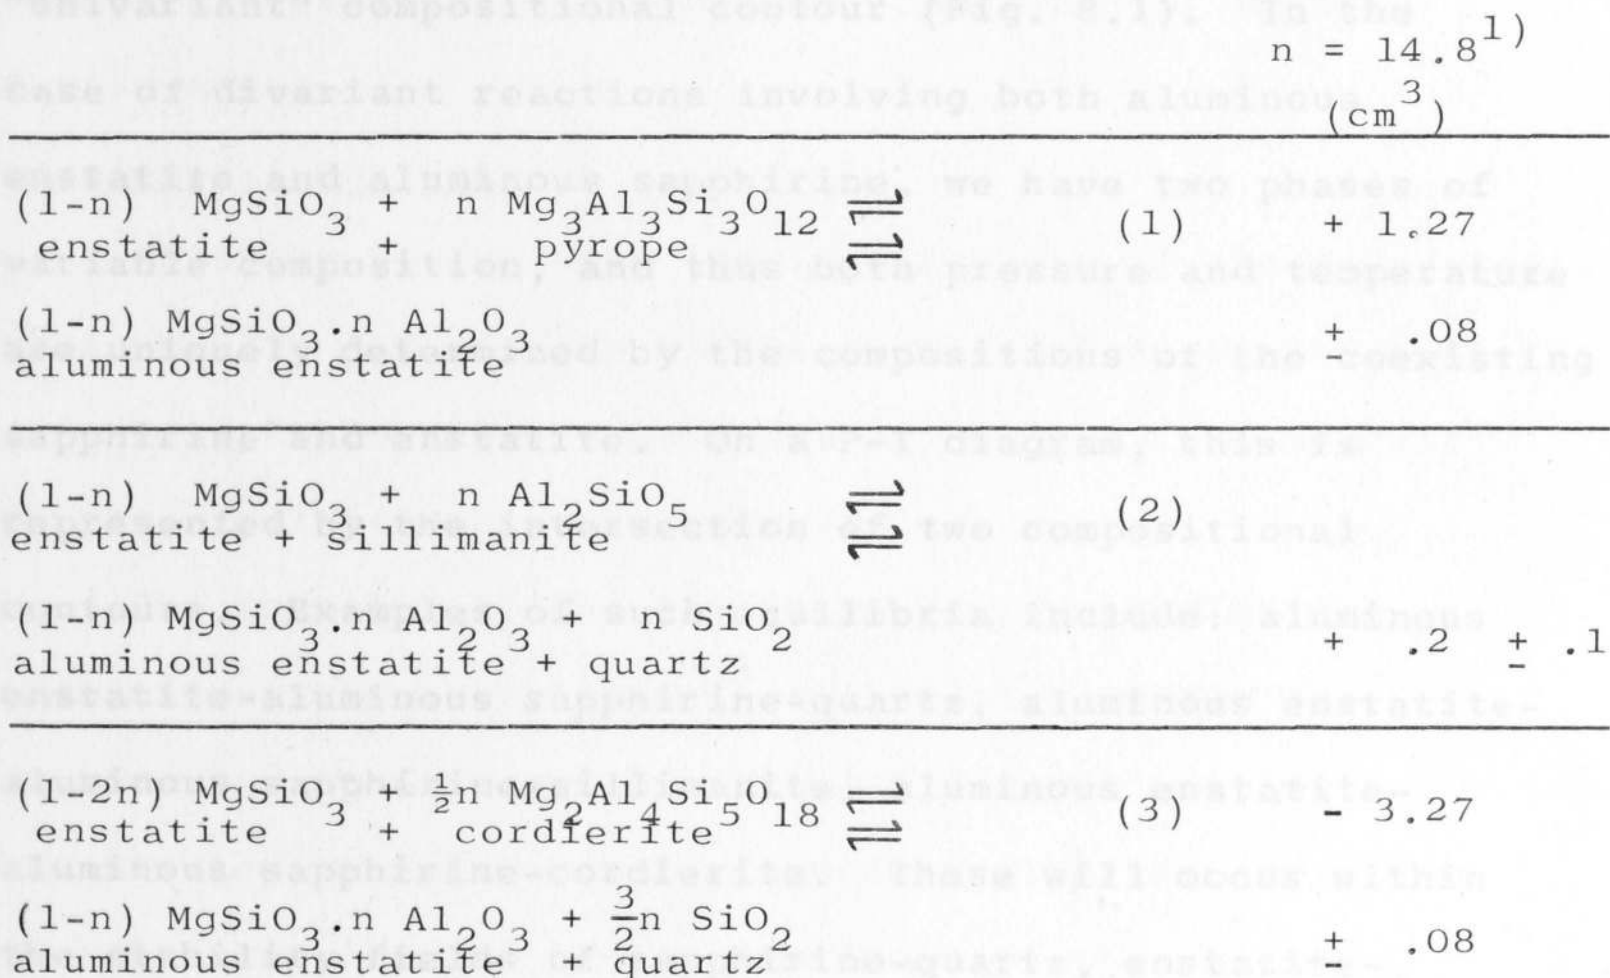 n = 14.8¹⁾
(cm³)
(1-n) MgSiO₃ + n Mg₃Al₃Si₃O₁₂ ⇌ (1) + 1.27
enstatite + pyrope ⇌
(1-n) MgSiO₃.n Al₂O₃ ± .08
aluminous enstatite
(1-n) MgSiO₃ + n Al₂SiO₅ ⇌ (2)
enstatite + sillimanite ⇌
(1-n) MgSiO₃.n Al₂O₃ + n SiO₂ + .2 ± .1
aluminous enstatite + quartz
(1-2n) MgSiO₃ + ½n Mg₂Al₄Si₅O₁₈ ⇌ (3) - 3.27
enstatite + cordierite ⇌
(1-n) MgSiO₃.n Al₂O₃ + 3/2n SiO₂ ± .08
aluminous enstatite + quartz